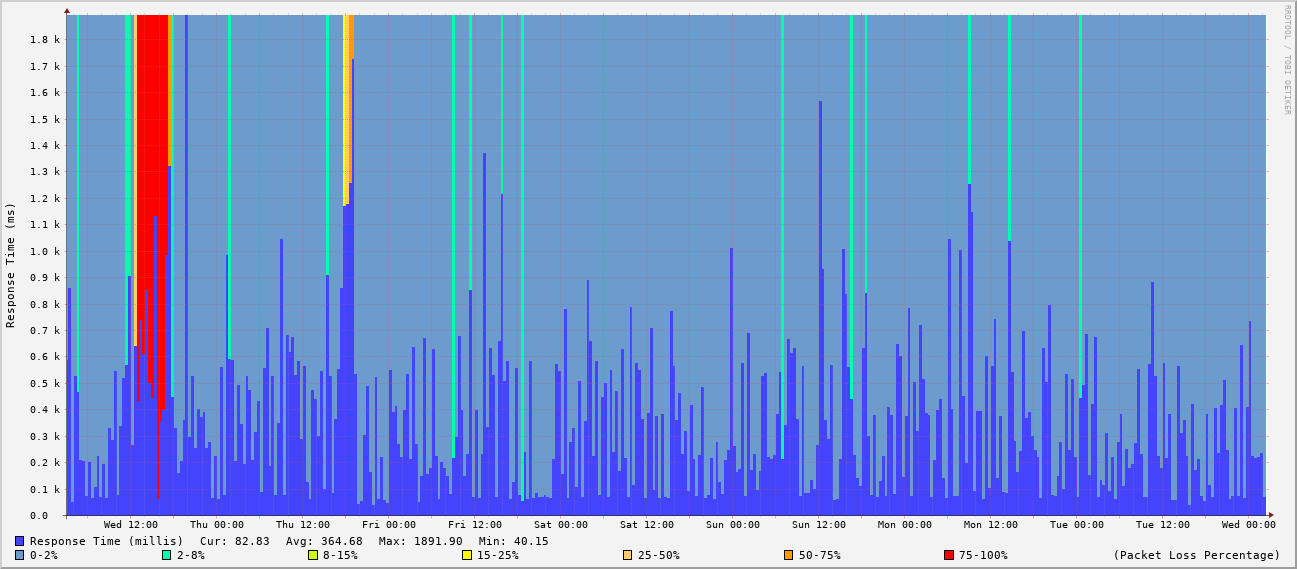 RRDTOOL / TOBI OETIKER
Response Time (ms)
1.8 k
1.7 k
1.6 k
1.5 k
1.4 k
1.3 k
1.2 k
1.1 k
1.0 k
0.9 k
0.8 k
0.7 k
0.6 k
0.5 k
0.4 k
0.3 k
0.2 k
0.1 k
0.0
Wed 12:00 Thu 00:00 Thu 12:00 Fri 00:00 Fri 12:00 Sat 00:00 Sat 12:00 Sun 00:00 Sun 12:00 Mon 00:00 Mon 12:00 Tue 00:00 Tue 12:00 Wed 00:00
Response Time (millis) Cur: 82.83 Avg: 364.68 Max: 1891.90 Min: 40.15
0-2% 2-8% 8-15% 15-25% 25-50% 50-75% 75-100% (Packet Loss Percentage)